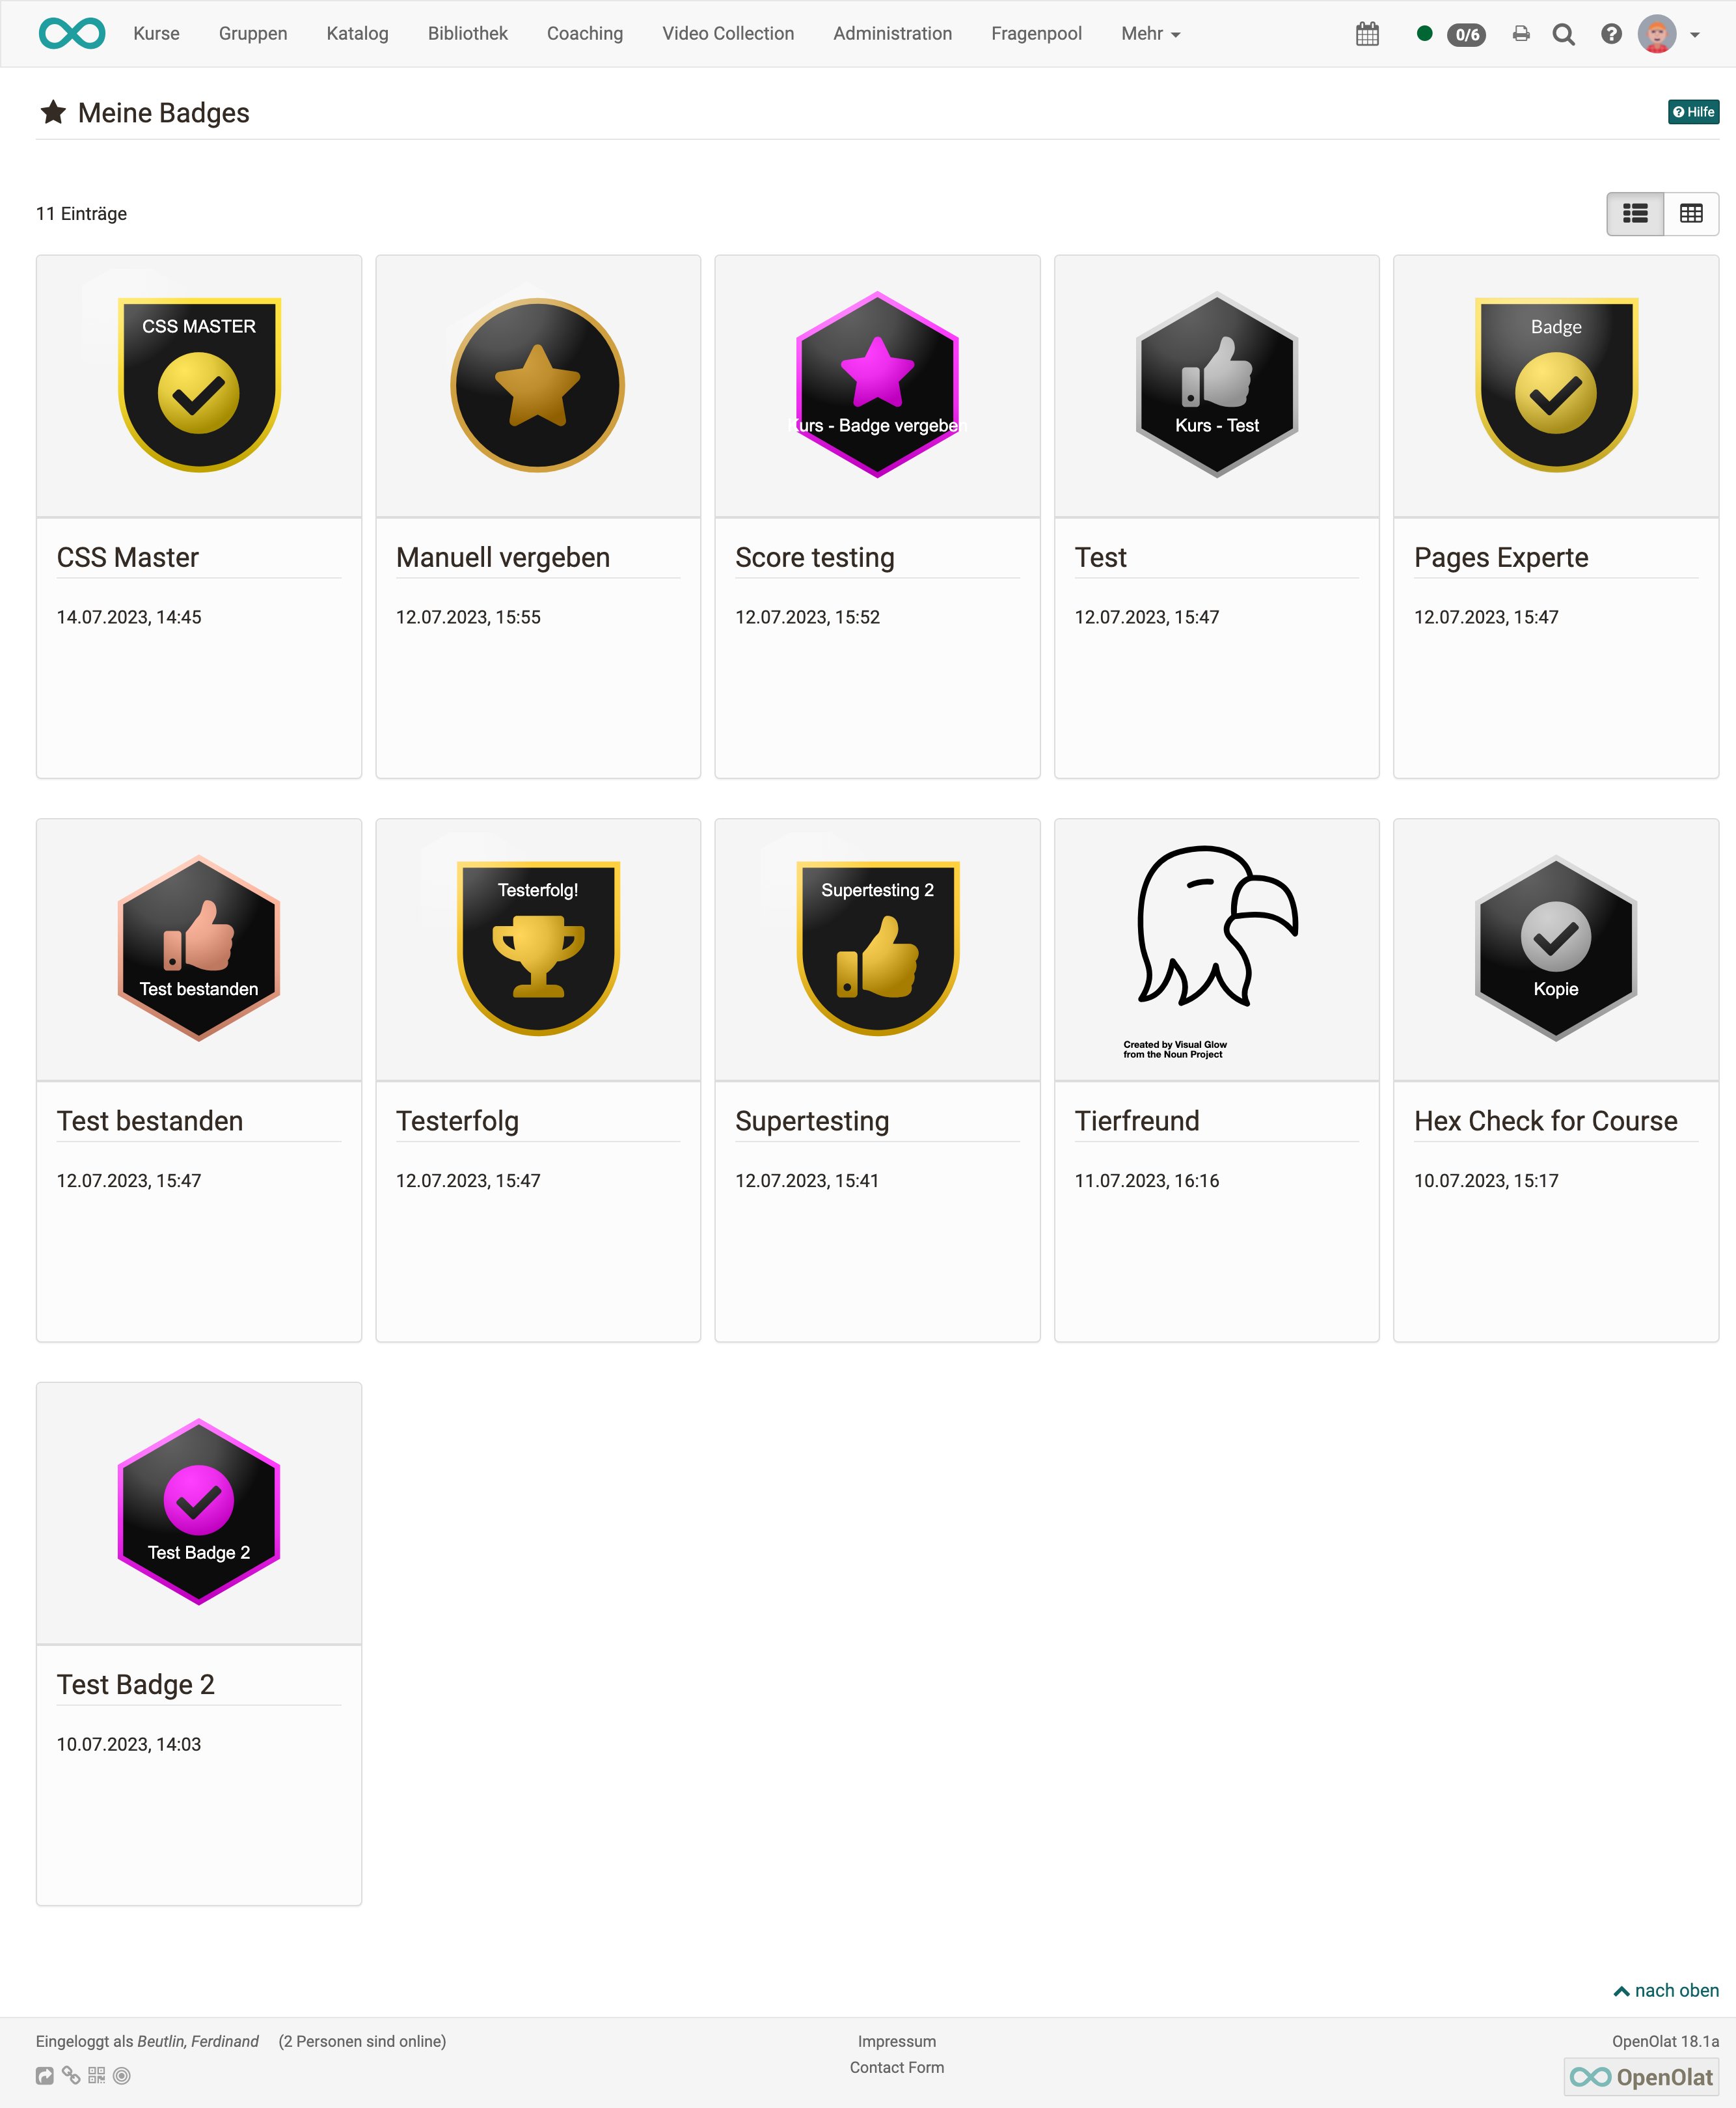 Kurse Gruppen Katalog Bibliothek Coaching Video Collection Administration Fragenpool Mehr 0/6
Meine Badges
Hilfe
11 Einträge
CSS MASTER
CSS Master
14.07.2023, 14:45
Manuell vergeben
12.07.2023, 15:55
Kurs - Badge vergeben
Score testing
12.07.2023, 15:52
Kurs - Test
Test
12.07.2023, 15:47
Badge
Pages Experte
12.07.2023, 15:47
Test bestanden
Test bestanden
12.07.2023, 15:47
Testerfolg!
Testerfolg
12.07.2023, 15:47
Supertesting 2
Supertesting
12.07.2023, 15:41
Created by Visual Glow
from the Noun Project
Tierfreund
11.07.2023, 16:16
Kopie
Hex Check for Course
10.07.2023, 15:17
Test Badge 2
Test Badge 2
10.07.2023, 14:03
nach oben
Eingeloggt als Beutlin, Ferdinand (2 Personen sind online)
Impressum
Contact Form
OpenOlat 18.1a
OpenOlat